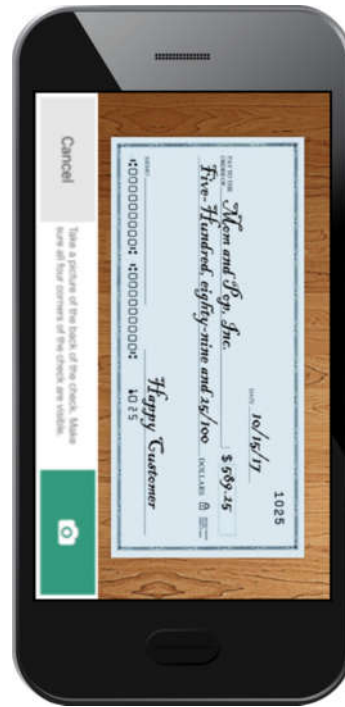 1025
DATE 10/15/17
PAY TO THE
ORDER OF Mom and Pop, Inc. $ 589.25
Five-Hundred, eighty-nine and 25/100 DOLLARS
MEMO Happy Customer
⑆000000000⑆ ⑆000000000⑆ 1025
Cancel
Take a picture of the back of the check. Make
sure all four corners of the check are visible.